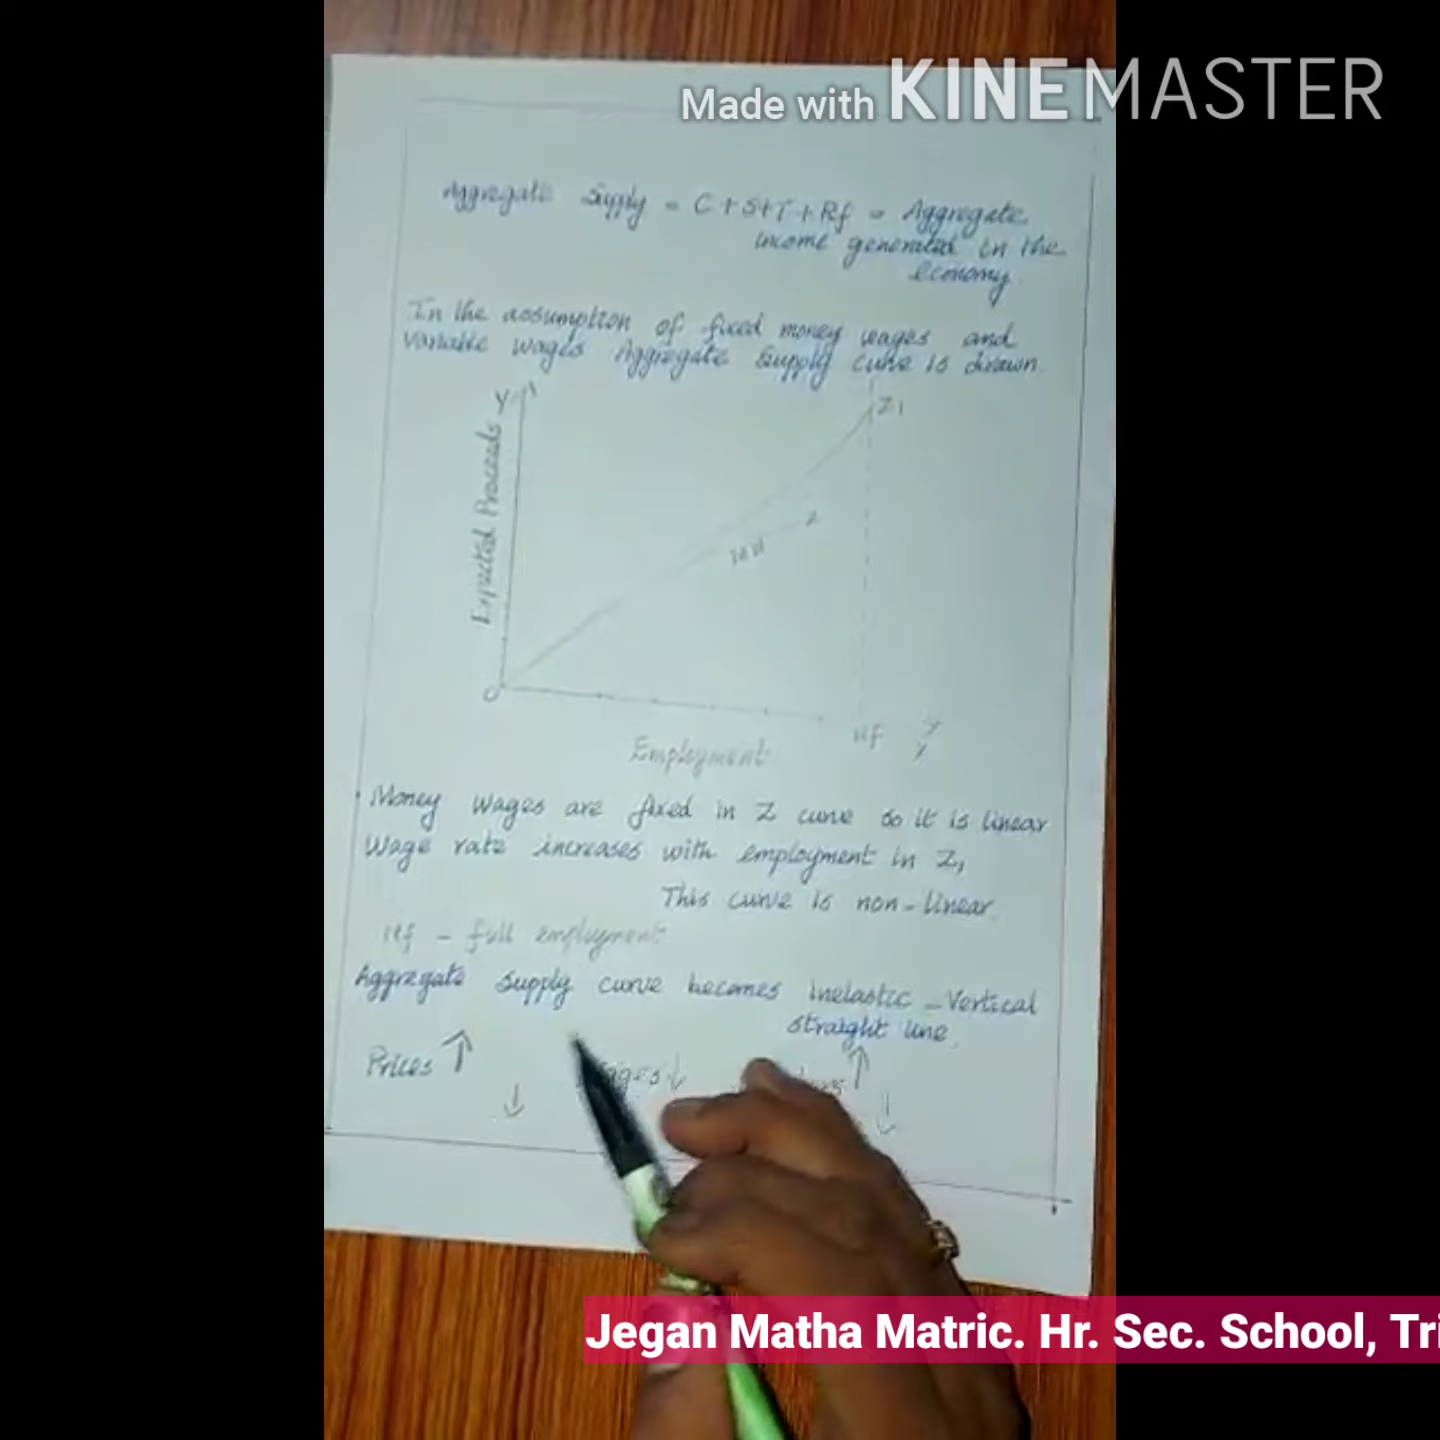 Made with KINEMASTER
Aggregate Supply = C + S + T + Rf = Aggregate
income generated in the
economy.
In the assumption of fixed money wages and
variable wages Aggregate Supply curve is drawn.
Y
Z1
Expected Proceeds
Z
O
Nf
Employment
Money wages are fixed in Z curve so it is linear
Wage rate increases with employment in Z1
This curve is non-linear.
Nf - full employment
Aggregate Supply curve becomes inelastic - Vertical
straight line.
Prices ↑ ↓ ↑
↓ ↓
Jegan Matha Matric. Hr. Sec. School, Tri